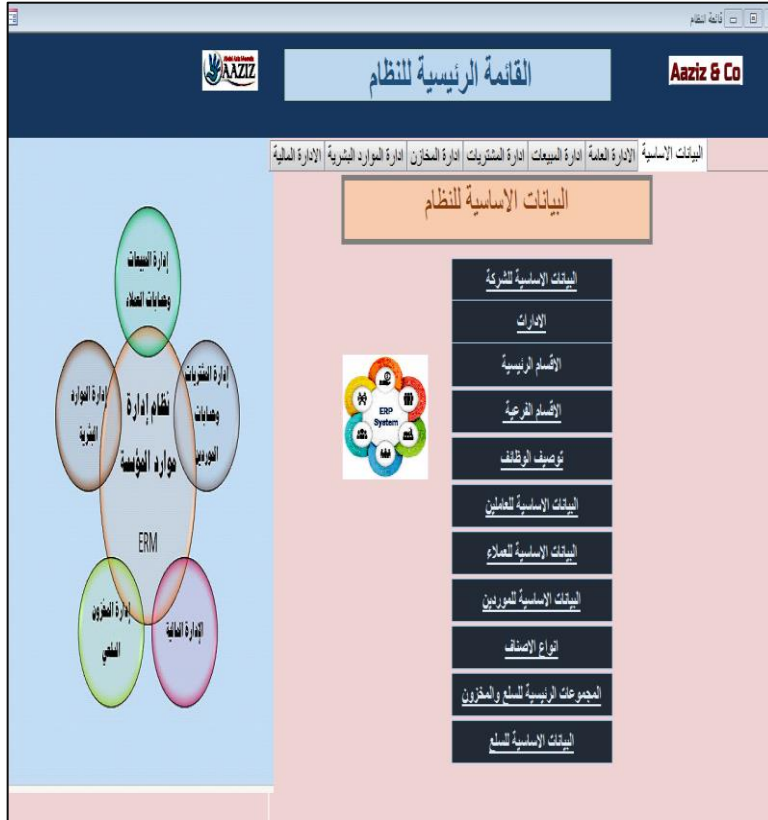 قائمة النظام
Aaziz & Co
القائمة الرئيسية للنظام
AAZIZ
البيانات الاساسية
الادارة العامة
ادارة المبيعات
ادارة المشتريات
ادارة المخازن
ادارة الموارد البشرية
الادارة المالية
البيانات الاساسية للنظام
البيانات الاساسية للشركة
الادارات
الاقسام الرئيسية
الاقسام الفرعية
توصيف الوظائف
البيانات الاساسية للعاملين
البيانات الاساسية للعملاء
البيانات الاساسية للموردين
انواع الاصناف
المجموعات الرئيسية للسلع والمخزون
البيانات الاساسية للسلع
ERP
System
إدارة المبيعات
وحسابات العملاء
إدارة المشتريات
وحسابات
الموردين
نظام إدارة
موارد المؤسسة
ERM
إدارة الموارد
البشرية
الإدارة المالية
إدارة المخزون
السلعي